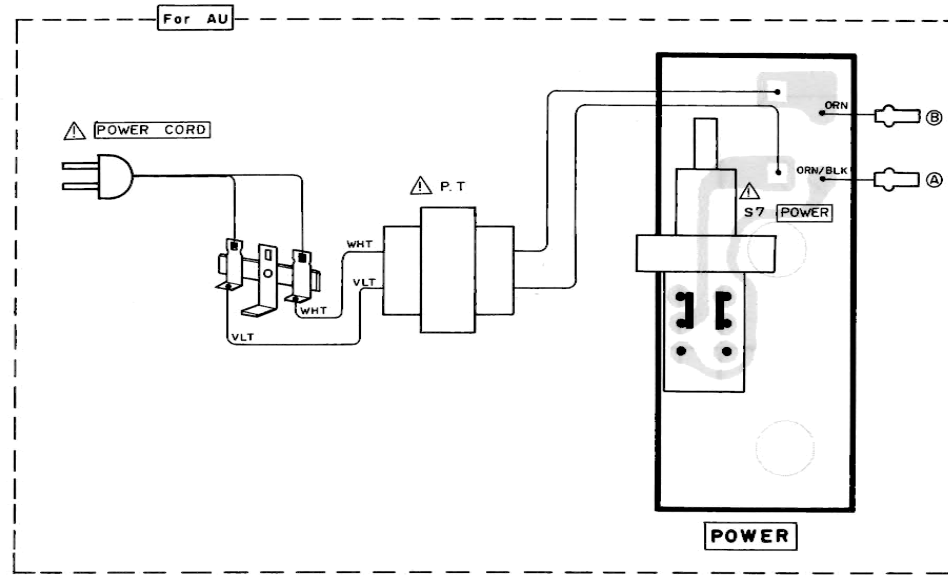 For AU
⚠ POWER CORD
⚠ P.T
ORN
B
ORN/BLK
A
⚠
S7 POWER
WHT
VLT
WHT
VLT
POWER